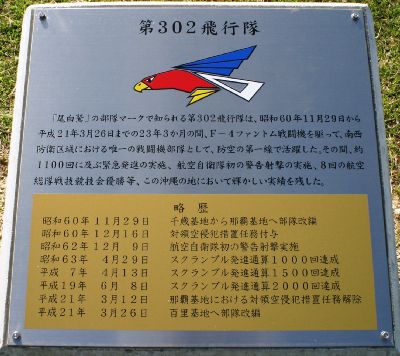 第302飛行隊
「尾白鷲」の部隊マークで知られる第302飛行隊は、昭和60年11月29日から
平成21年3月26日までの23年3か月の間、F-4ファントム戦闘機を駆って、南西
防衛区域における唯一の戦闘機部隊として、防空の第一線で活躍した。その間、約
1100回に及ぶ緊急発進の実施、航空自衛隊初の警告射撃の実施、8回の航空
総隊戦技競技会優勝等、この沖縄の地において輝かしい実績を残した。
略 歴
昭和60年11月29日 千歳基地から那覇基地へ部隊改編
昭和60年12月16日 対領空侵犯措置任務付与
昭和62年12月 9日 航空自衛隊初の警告射撃実施
昭和63年 4月29日 スクランブル発進通算1000回達成
平成 7年 4月13日 スクランブル発進通算1500回達成
平成19年 6月 8日 スクランブル発進通算2000回達成
平成21年 3月12日 那覇基地における対領空侵犯措置任務解除
平成21年 3月26日 百里基地へ部隊改編